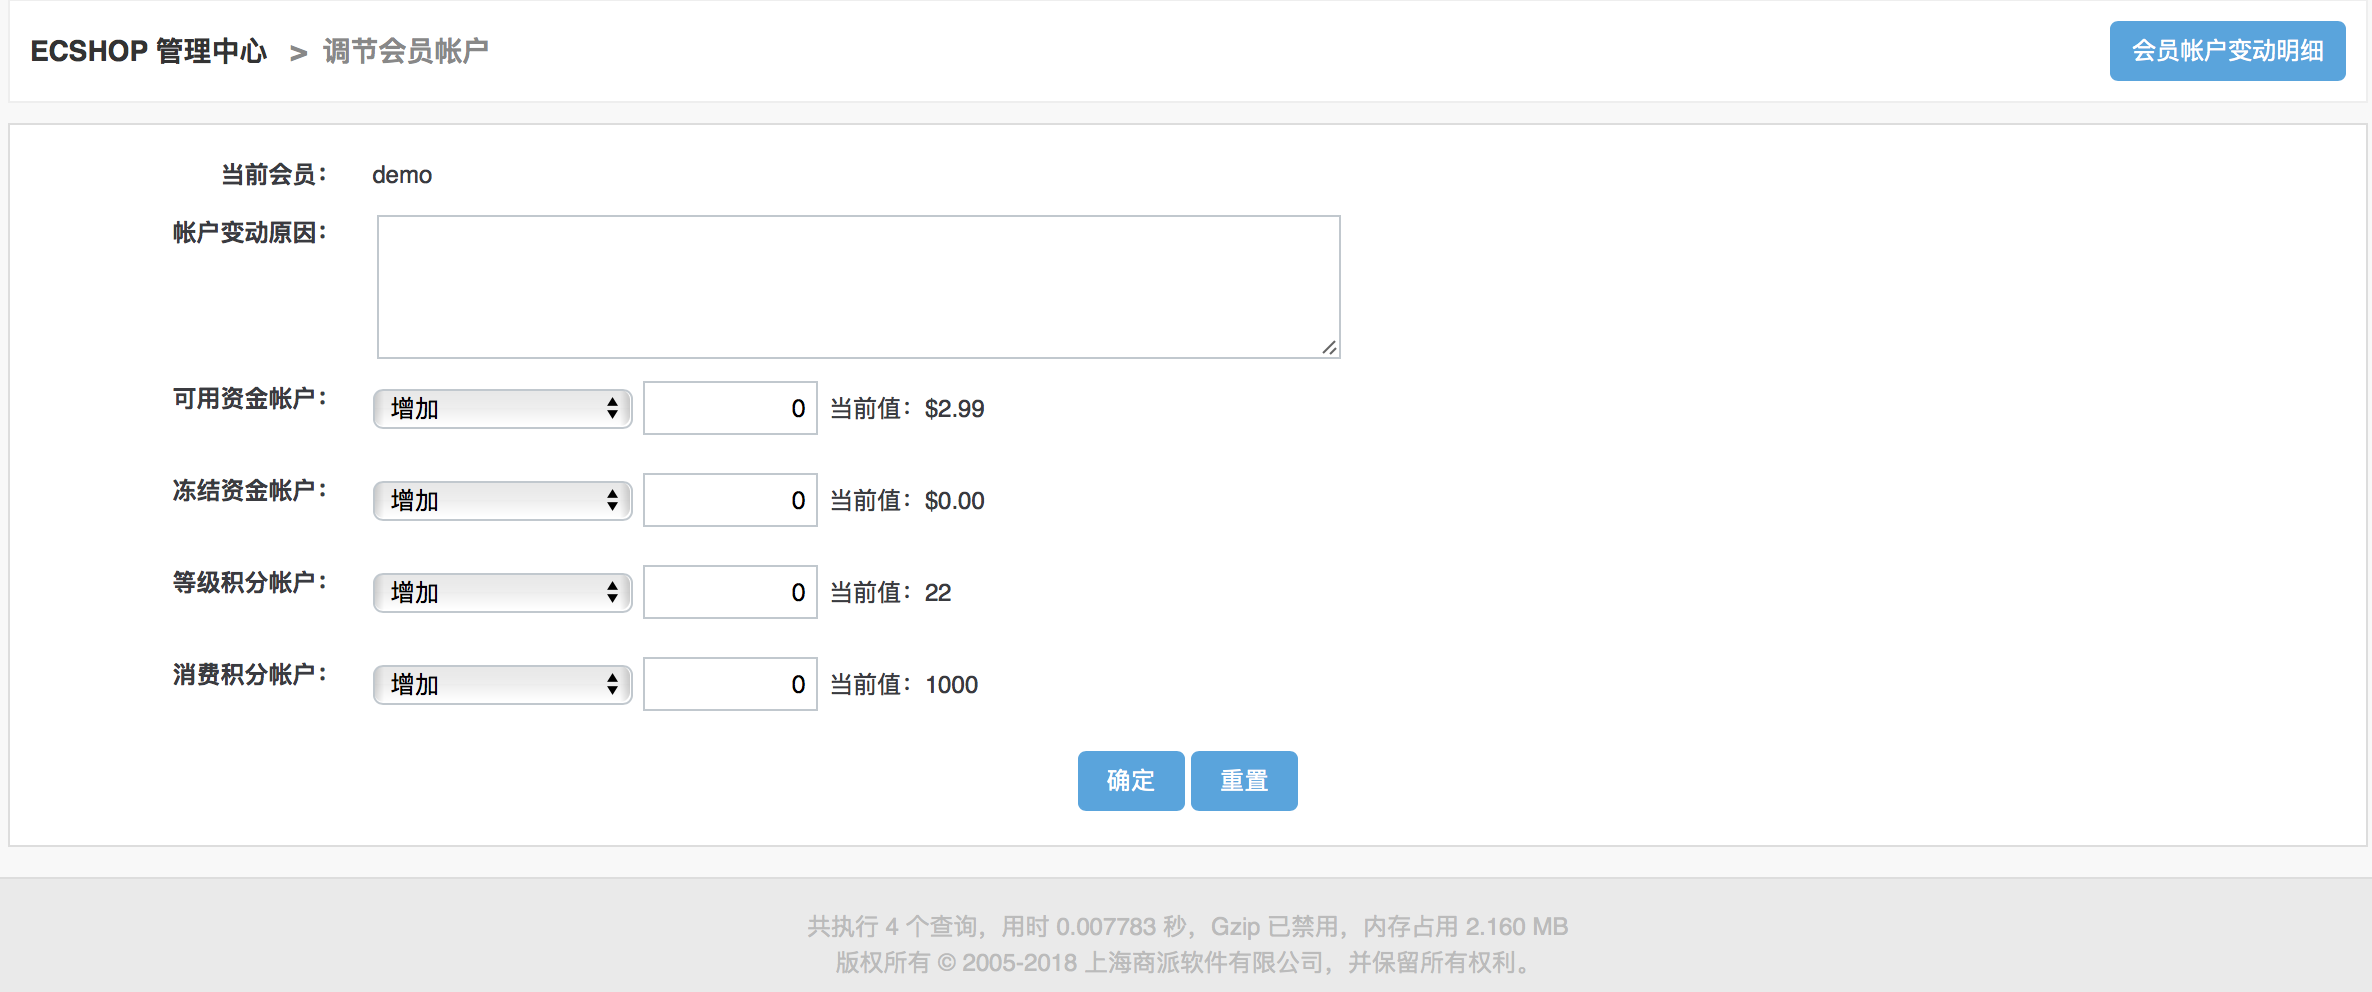 ECSHOP 管理中心 > 调节会员帐户
会员帐户变动明细
当前会员： demo
帐户变动原因：
可用资金帐户： 增加 0 当前值：$2.99
冻结资金帐户： 增加 0 当前值：$0.00
等级积分帐户： 增加 0 当前值：22
消费积分帐户： 增加 0 当前值：1000
确定 重置
共执行 4 个查询，用时 0.007783 秒，Gzip 已禁用，内存占用 2.160 MB
版权所有 © 2005-2018 上海商派软件有限公司，并保留所有权利。